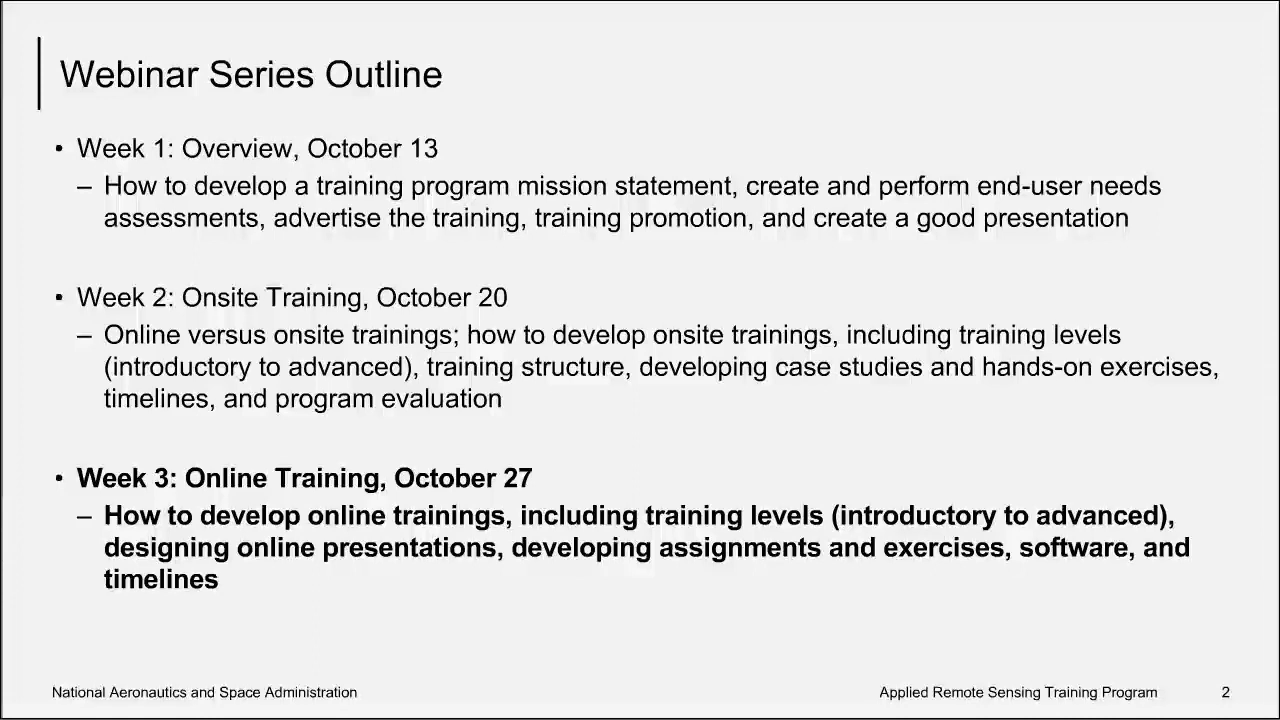 Webinar Series Outline
• Week 1: Overview, October 13
– How to develop a training program mission statement, create and perform end-user needs
assessments, advertise the training, training promotion, and create a good presentation
• Week 2: Onsite Training, October 20
– Online versus onsite trainings; how to develop onsite trainings, including training levels
(introductory to advanced), training structure, developing case studies and hands-on exercises,
timelines, and program evaluation
• Week 3: Online Training, October 27
– How to develop online trainings, including training levels (introductory to advanced),
designing online presentations, developing assignments and exercises, software, and
timelines
National Aeronautics and Space Administration
Applied Remote Sensing Training Program
2